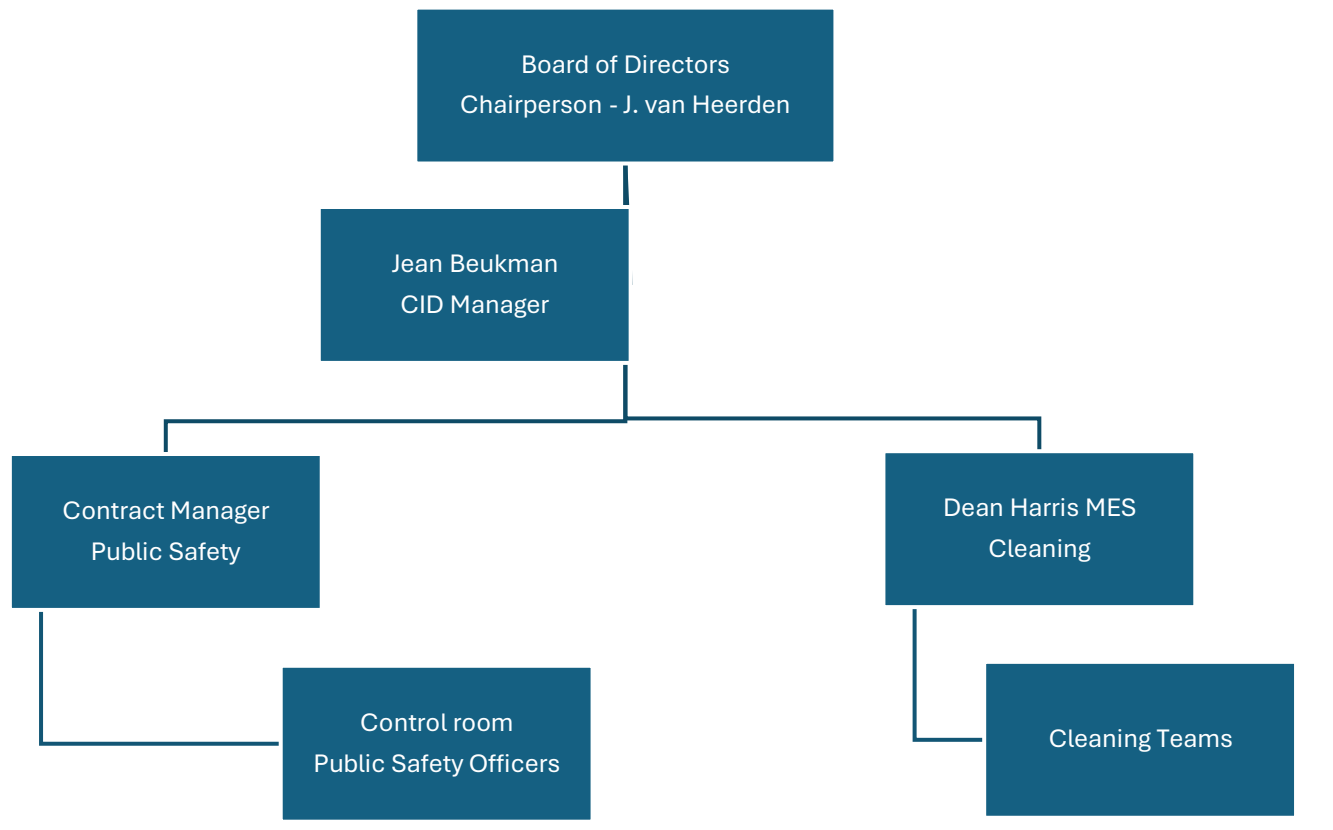 Board of Directors
Chairperson - J. van Heerden
Jean Beukman
CID Manager
Contract Manager
Public Safety
Dean Harris MES
Cleaning
Control room
Public Safety Officers
Cleaning Teams